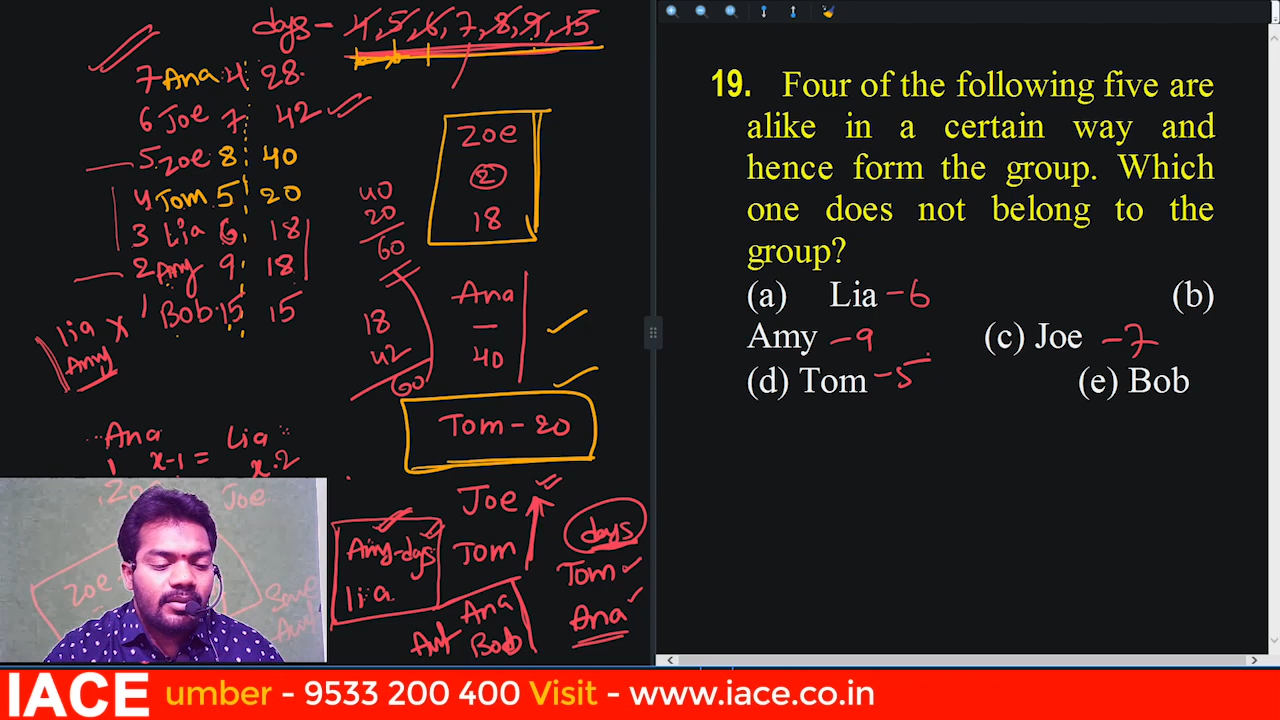 days - 4,5,6,7,8,9,15
7 Ana 4 28
6 Joe 7 42
5 Zoe 8 40
4 Tom 5 20
3 Lia 6 18
2 Amy 9 18
1 Bob 15 15
Lia x
Amy
Zoe
2
18
40
20
60
Ana
40
18
42
60
Tom - 20
Ana Lia
1 x-1 = x.2
Zoe Joe
Joe
Tom
Ana
Bob
Amy-days
Lia
days
Tom
Ana
Zoe
19. Four of the following five are
alike in a certain way and
hence form the group. Which
one does not belong to the
group?
(a) Lia - 6 (b)
Amy - 9 (c) Joe - 7
(d) Tom - 5 (e) Bob
IACE umber - 9533 200 400 Visit - www.iace.co.in